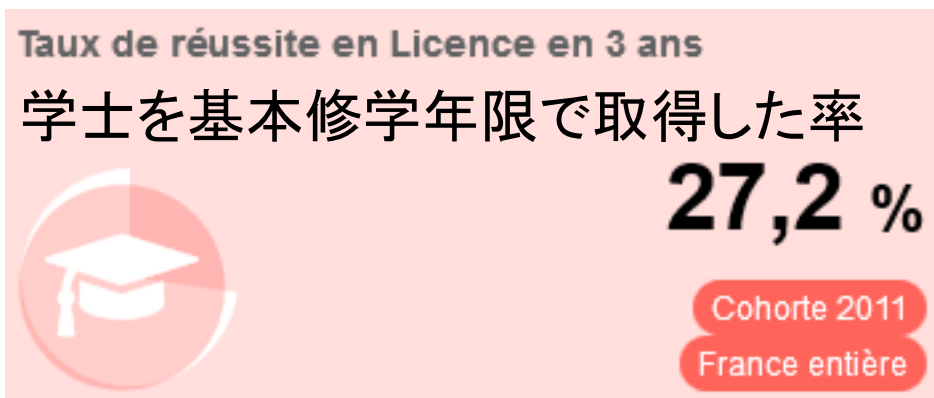 Taux de réussite en Licence en 3 ans
学士を基本修学年限で取得した率
27,2 %
Cohorte 2011
France entière